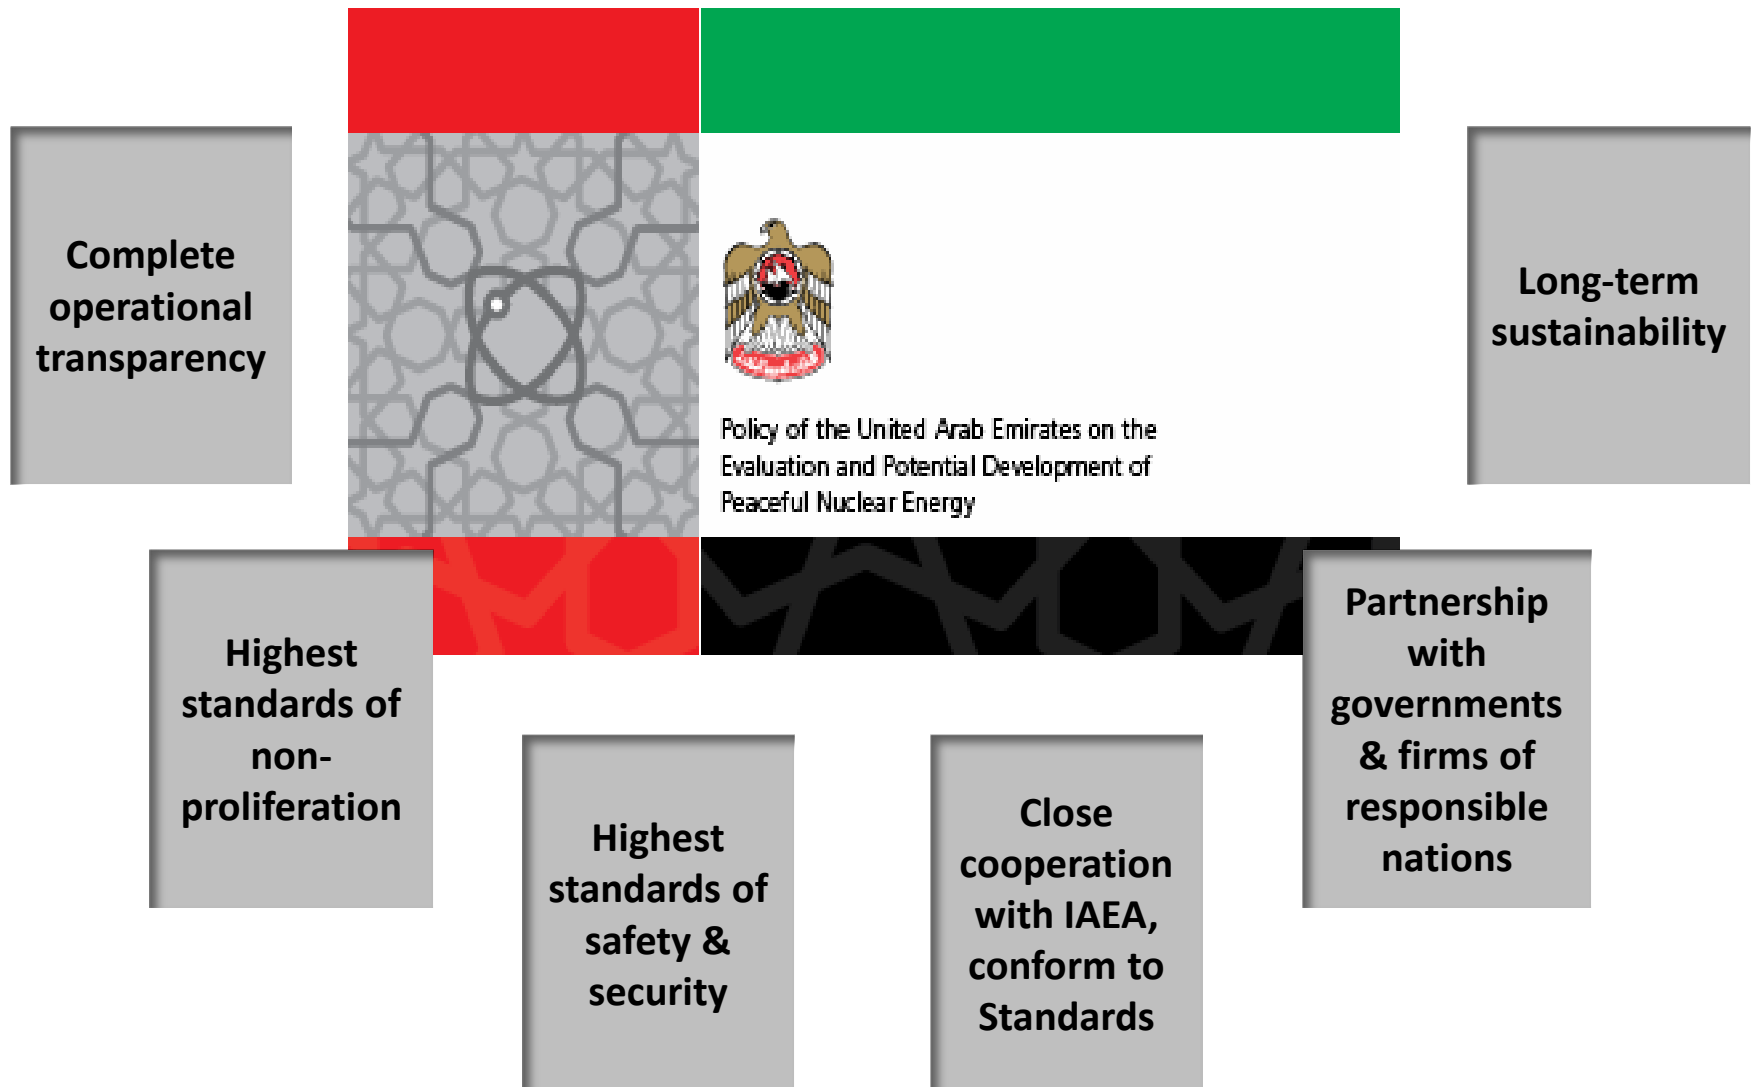 Complete
operational
transparency
Highest
standards of
non-
proliferation
Highest
standards of
safety &
security
Close
cooperation
with IAEA,
conform to
Standards
Partnership
with
governments
& firms of
responsible
nations
Long-term
sustainability
Policy of the United Arab Emirates on the
Evaluation and Potential Development of
Peaceful Nuclear Energy